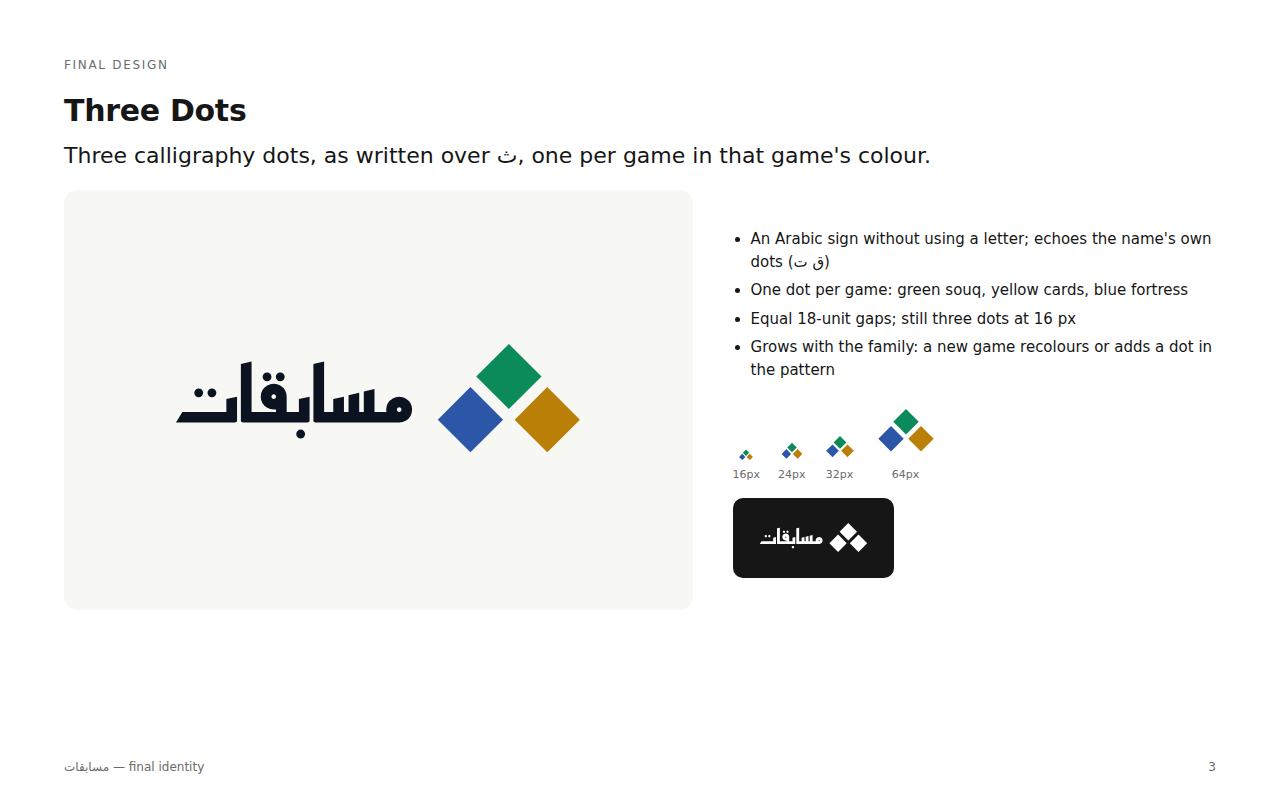 FINAL DESIGN
Three Dots
Three calligraphy dots, as written over ث, one per game in that game's colour.
مسابقات
An Arabic sign without using a letter; echoes the name's own
dots (ق ت)
One dot per game: green souq, yellow cards, blue fortress
Equal 18-unit gaps; still three dots at 16 px
Grows with the family: a new game recolours or adds a dot in
the pattern
16px 24px 32px 64px
مسابقات
مسابقات — final identity
3